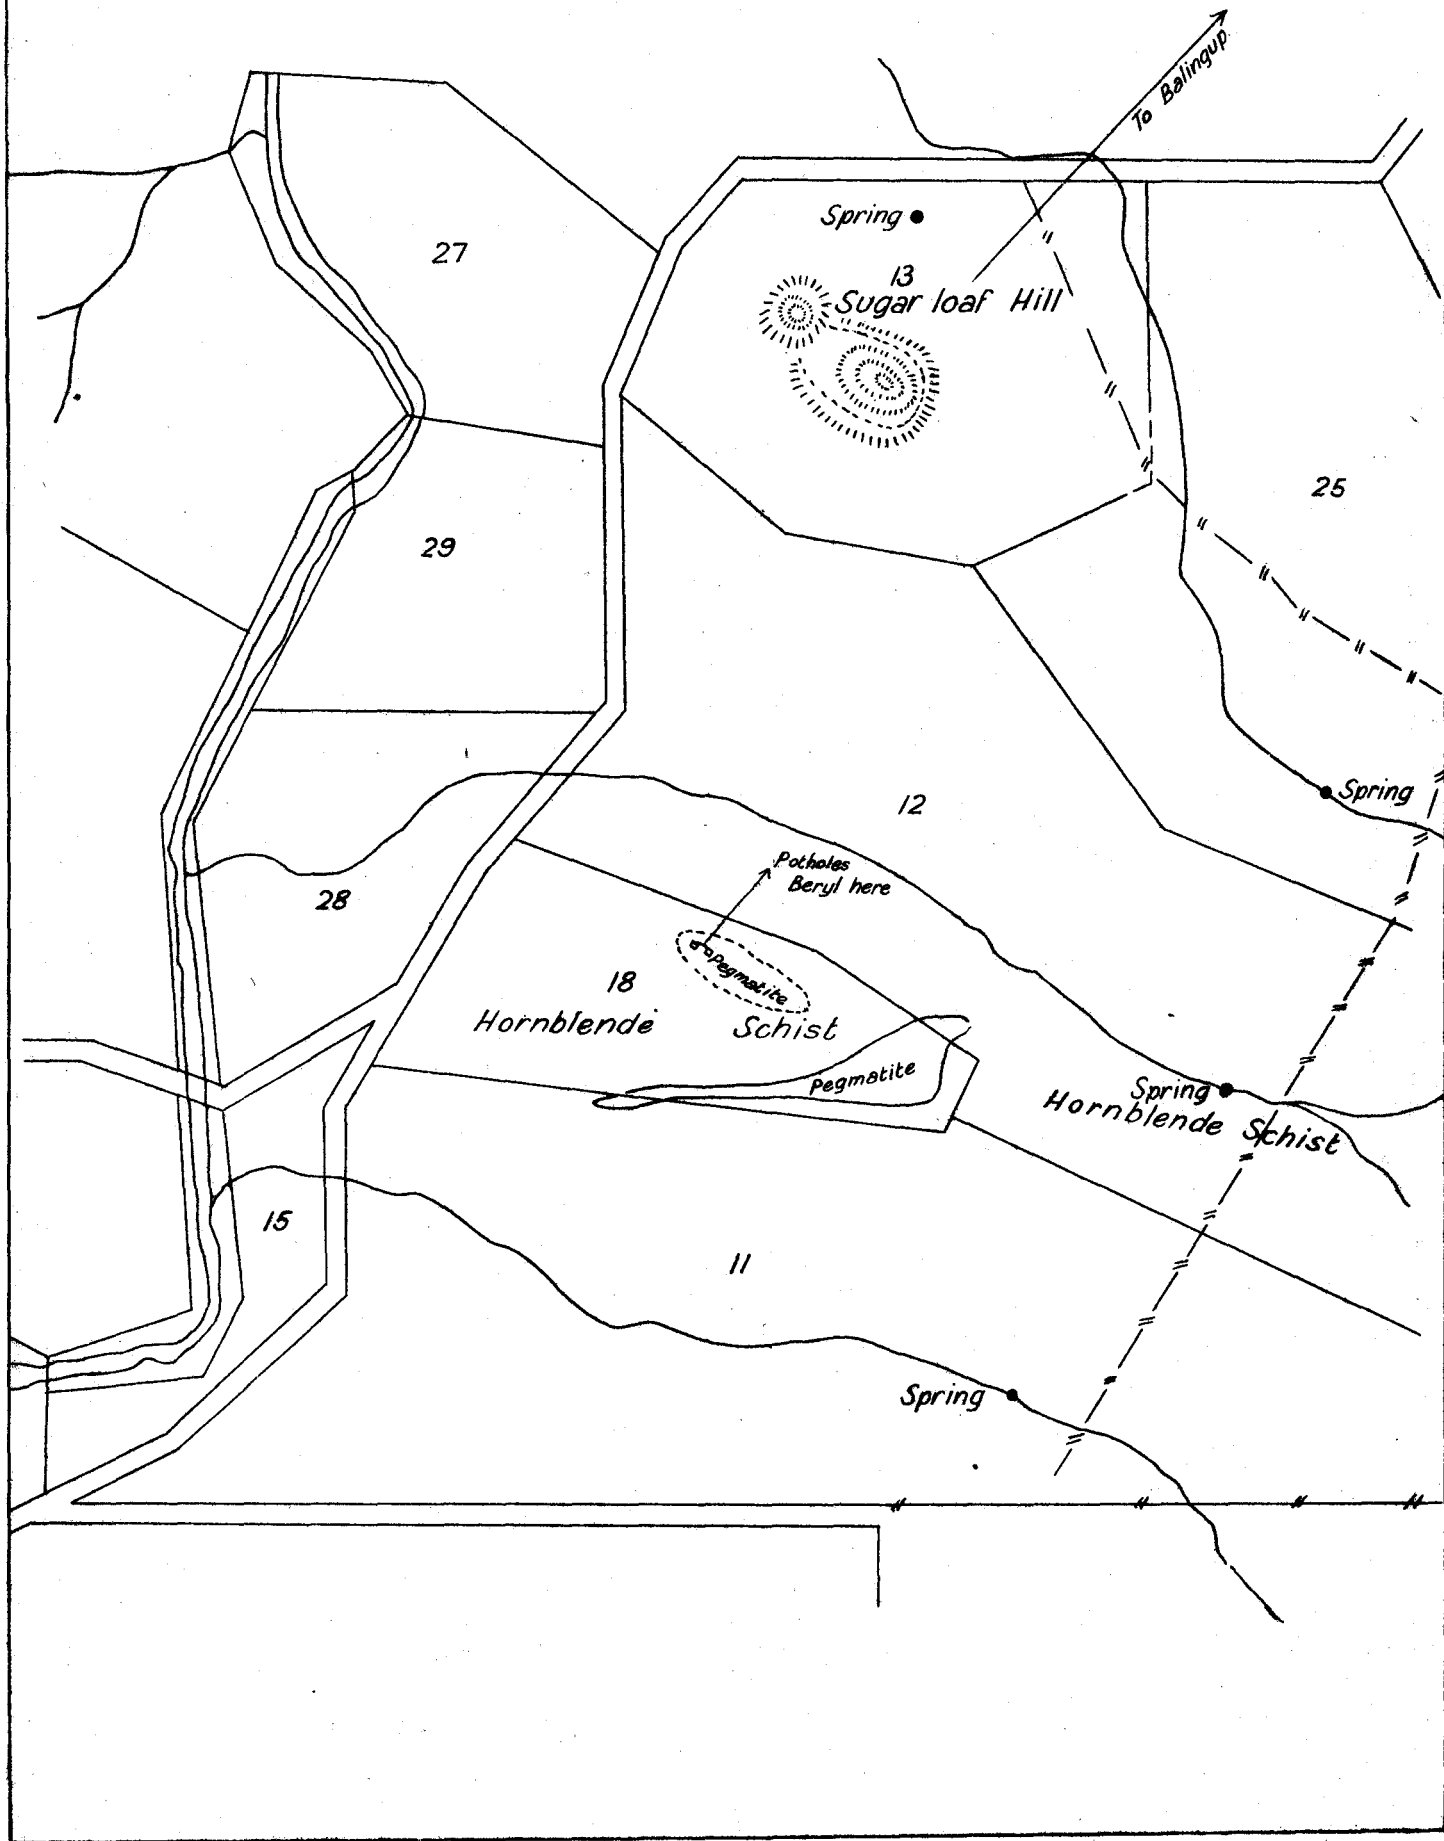 To Balingup
Spring
27
13
Sugar loaf Hill
25
29
Spring
12
Potholes
Beryl here
28
Pegmatite
18
Hornblende Schist
Pegmatite
Spring
Hornblende Schist
15
11
Spring